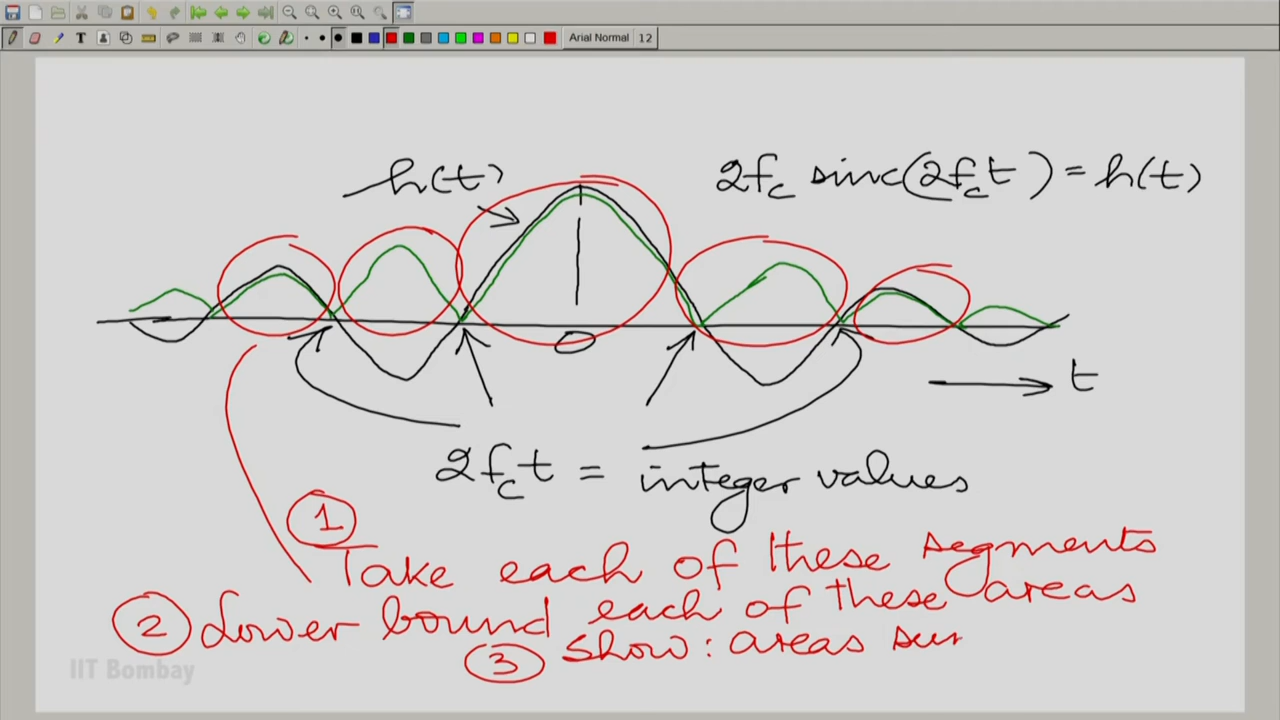 Arial Normal 12
h(t)
2fc sinc(2fct) = h(t)
0
t
2fct = integer values
1
Take each of these segments
2 Lower bound each of these areas
3 show: areas sum
IIT Bombay